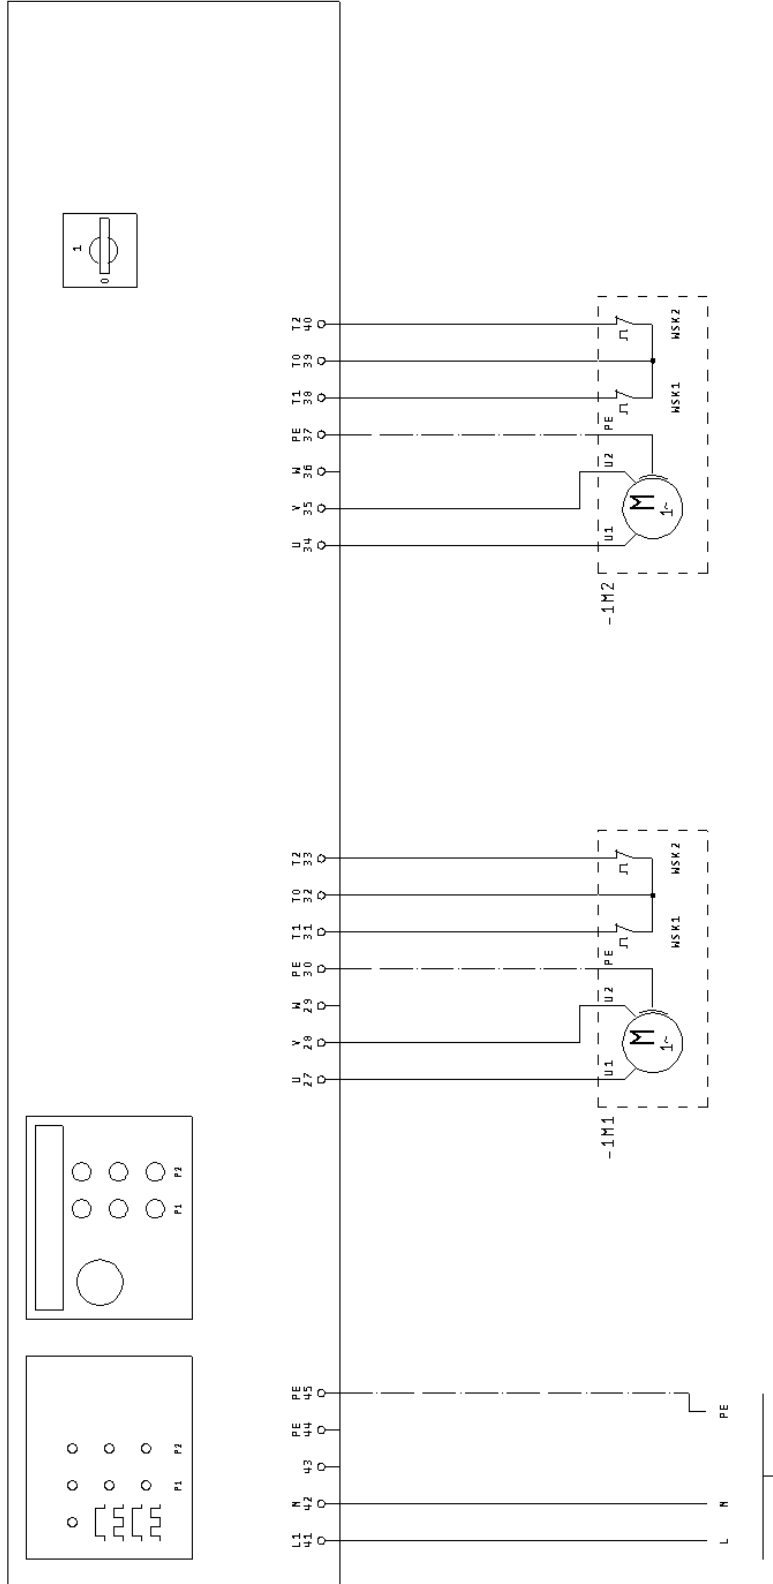 1
0
T2
40
T0
39
T1
38
PE
37
W
36
V
35
U
34
WSK2
WSK1
PE
U2
U1
M
1~
-1M2
T2
33
T0
32
T1
31
PE
30
W
29
V
28
U
27
WSK2
WSK1
PE
U2
U1
M
1~
-1M1
P2
P1
PE
45
PE
44
43
N
42
L1
41
P2
P1
PE
N
L